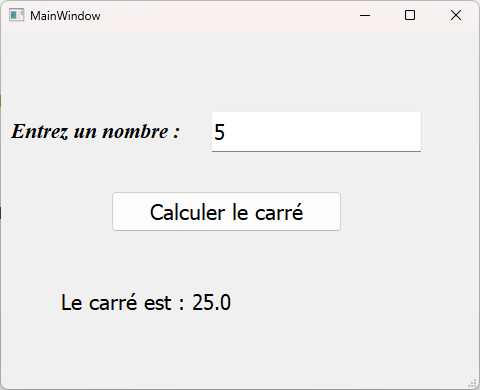 MainWindow
Entrez un nombre :
5
Calculer le carré
Le carré est : 25.0